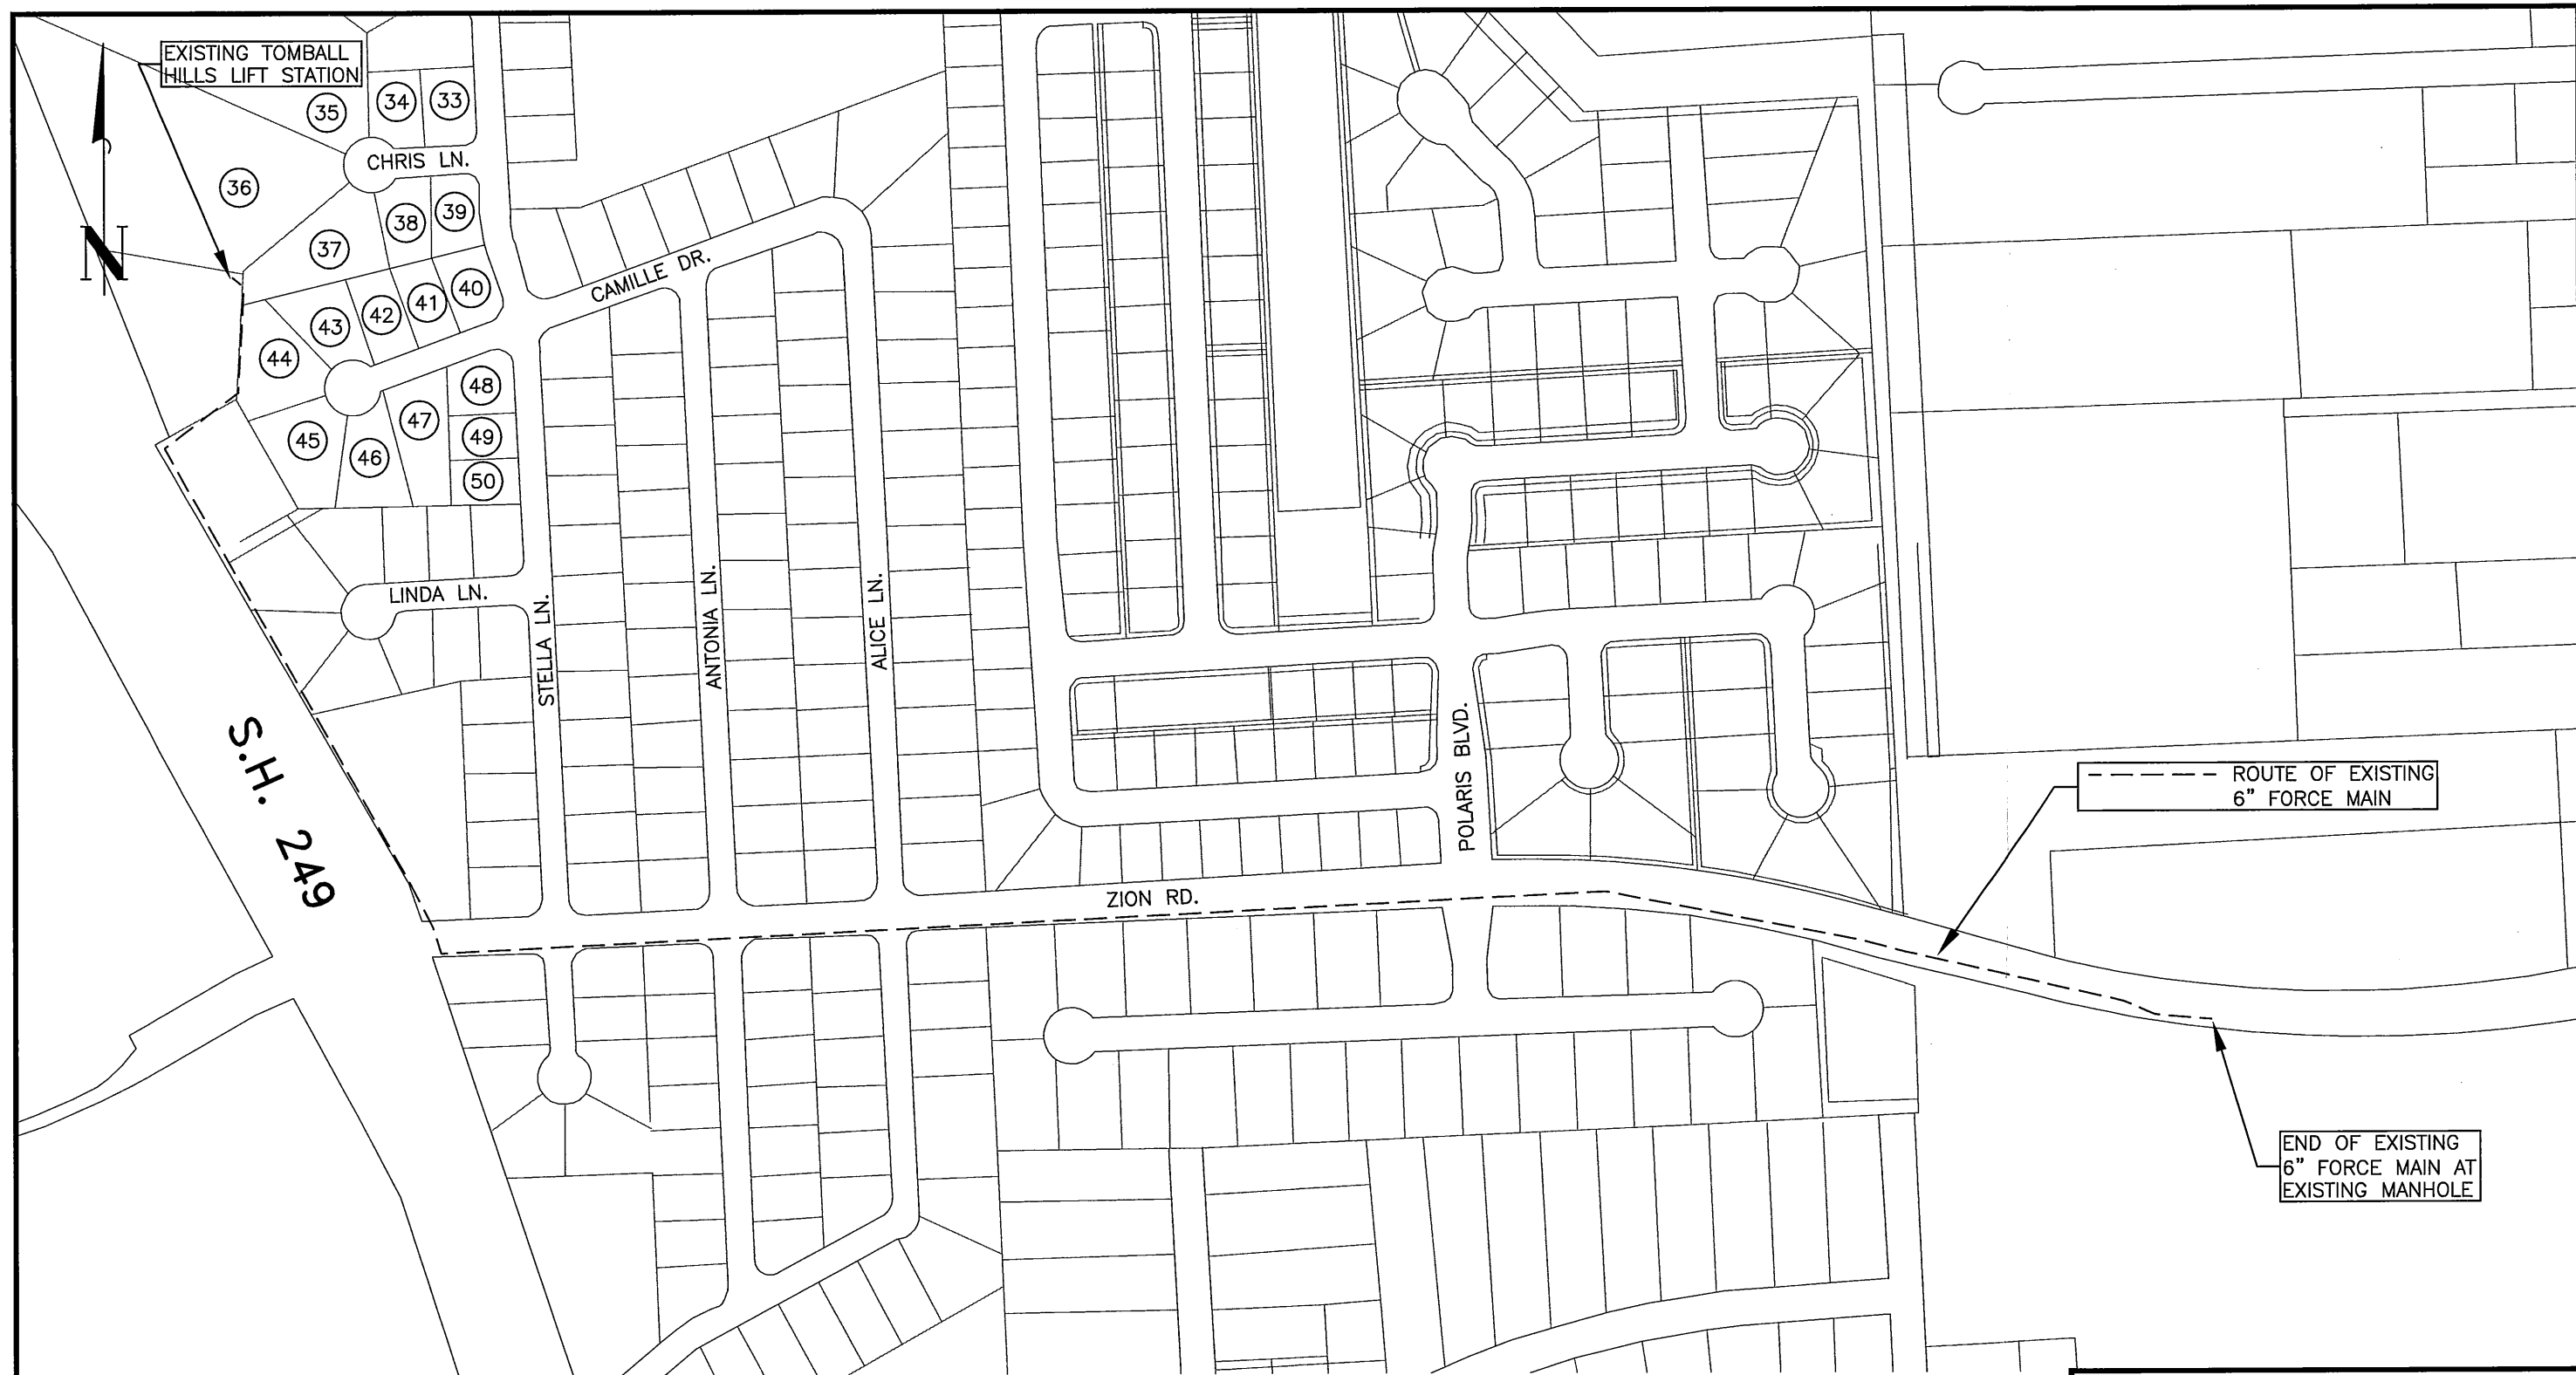 EXISTING TOMBALL
HILLS LIFT STATION
35
34
33
CHRIS LN.
36
38
39
37
N
CAMILLE DR.
40
41
42
43
44
48
47
49
45
46
50
LINDA LN.
STELLA LN.
ANTONIA LN.
ALICE LN.
S.H. 249
POLARIS BLVD.
ROUTE OF EXISTING
6" FORCE MAIN
ZION RD.
END OF EXISTING
6" FORCE MAIN AT
EXISTING MANHOLE